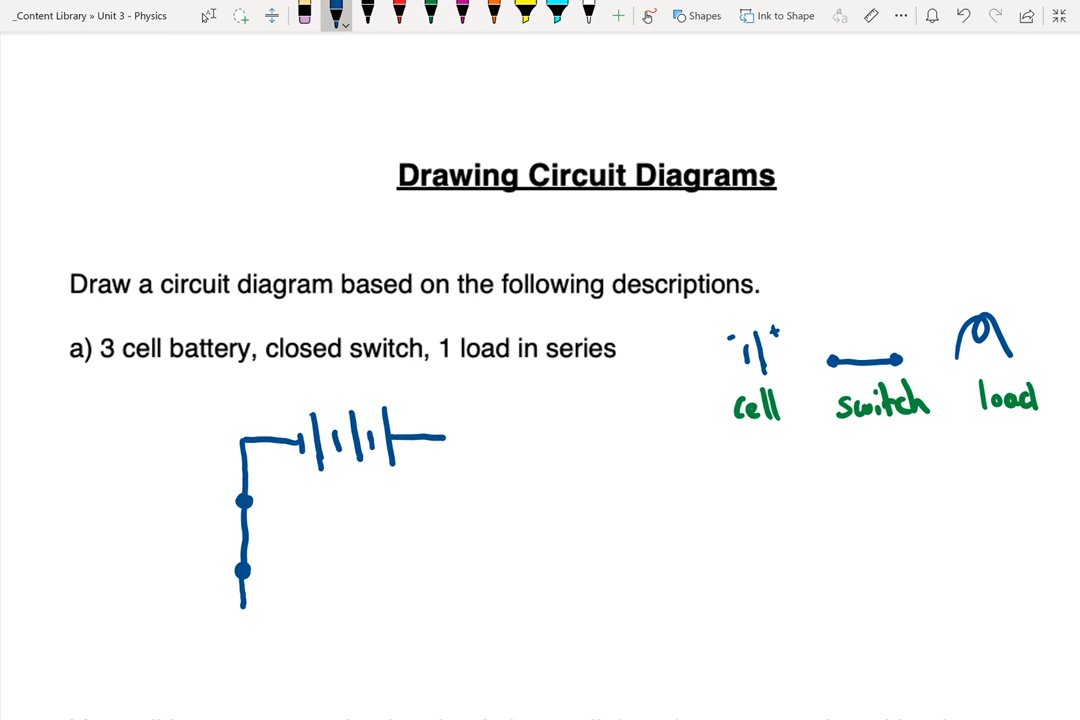 _Content Library » Unit 3 - Physics
Shapes
Ink to Shape
Drawing Circuit Diagrams
Draw a circuit diagram based on the following descriptions.
a) 3 cell battery, closed switch, 1 load in series
- +
cell switch load